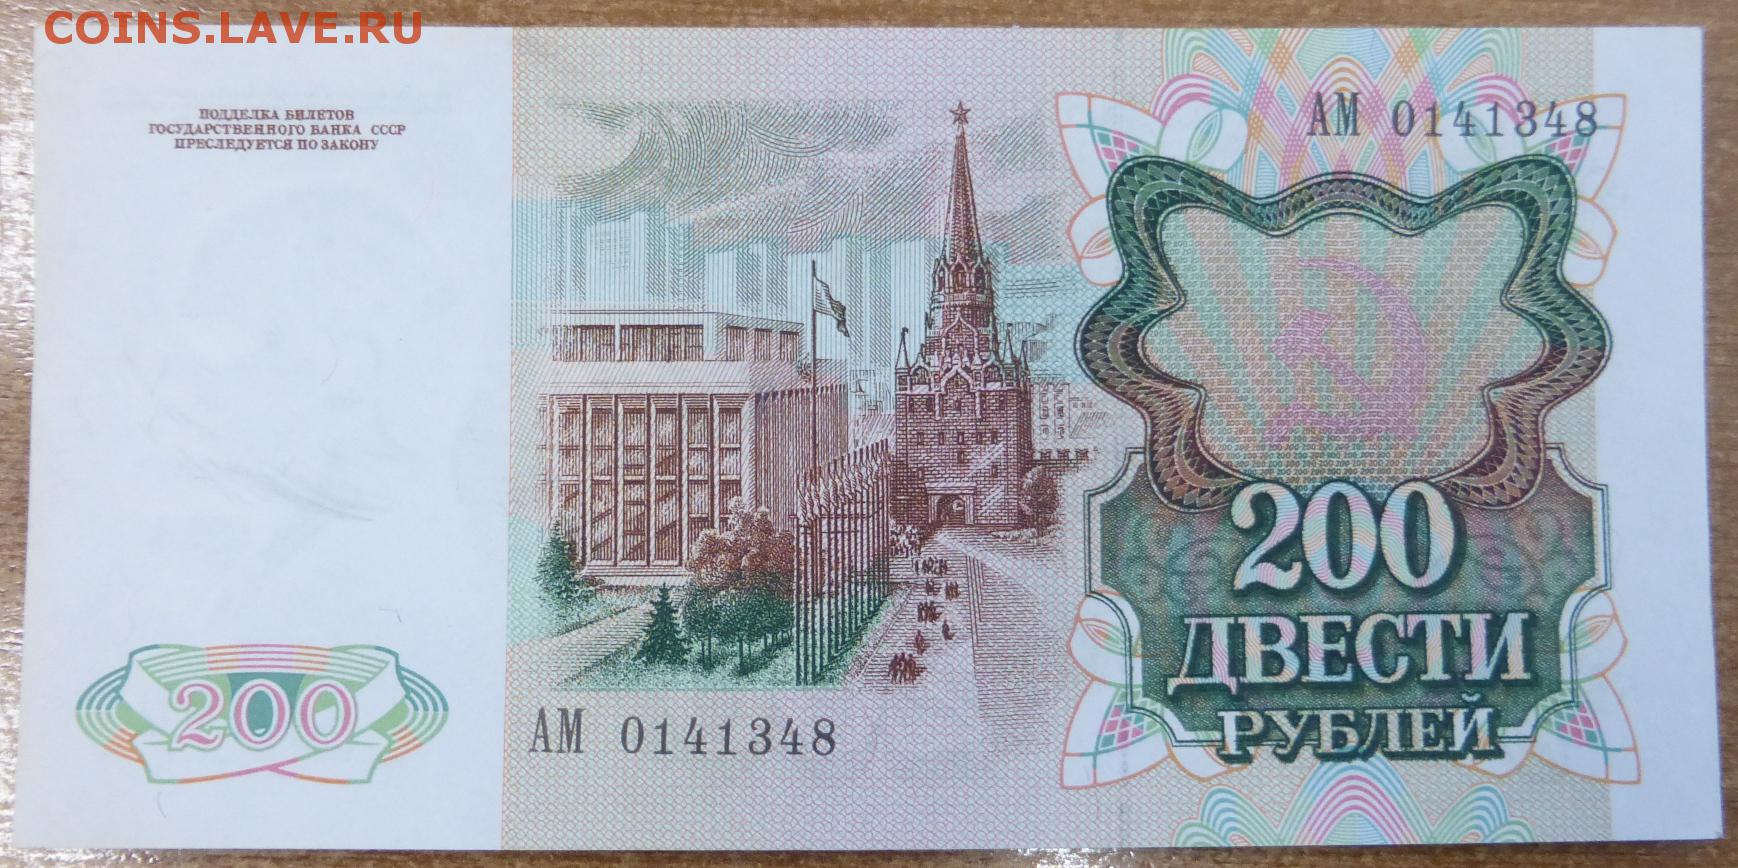 COINS.LAVE.RU
ПОДДЕЛКА БИЛЕТОВ
ГОСУДАРСТВЕННОГО БАНКА СССР
ПРЕСЛЕДУЕТСЯ ПО ЗАКОНУ
АМ 0141348
200
ДВЕСТИ
РУБЛЕЙ
200
АМ 0141348